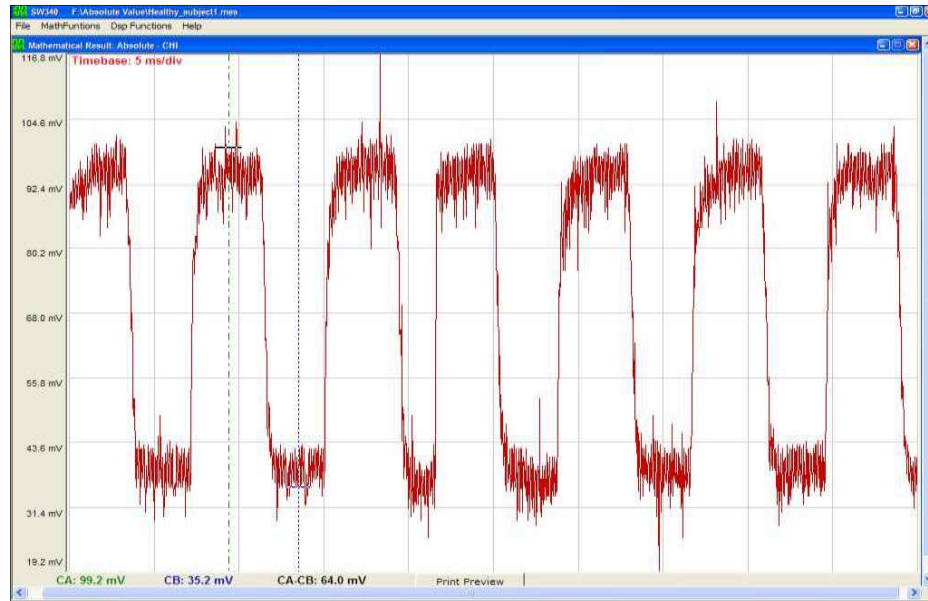 SW340 F:\Absolute Value\Healthy_subject1.mes
File MathFuntions Dsp Functions Help
Mathematical Result: Absolute - CHI
116.8 mV
Timebase: 5 ms/div
104.6 mV
92.4 mV
80.2 mV
68.0 mV
55.8 mV
43.6 mV
31.4 mV
19.2 mV
CA: 99.2 mV CB: 35.2 mV CA-CB: 64.0 mV Print Preview